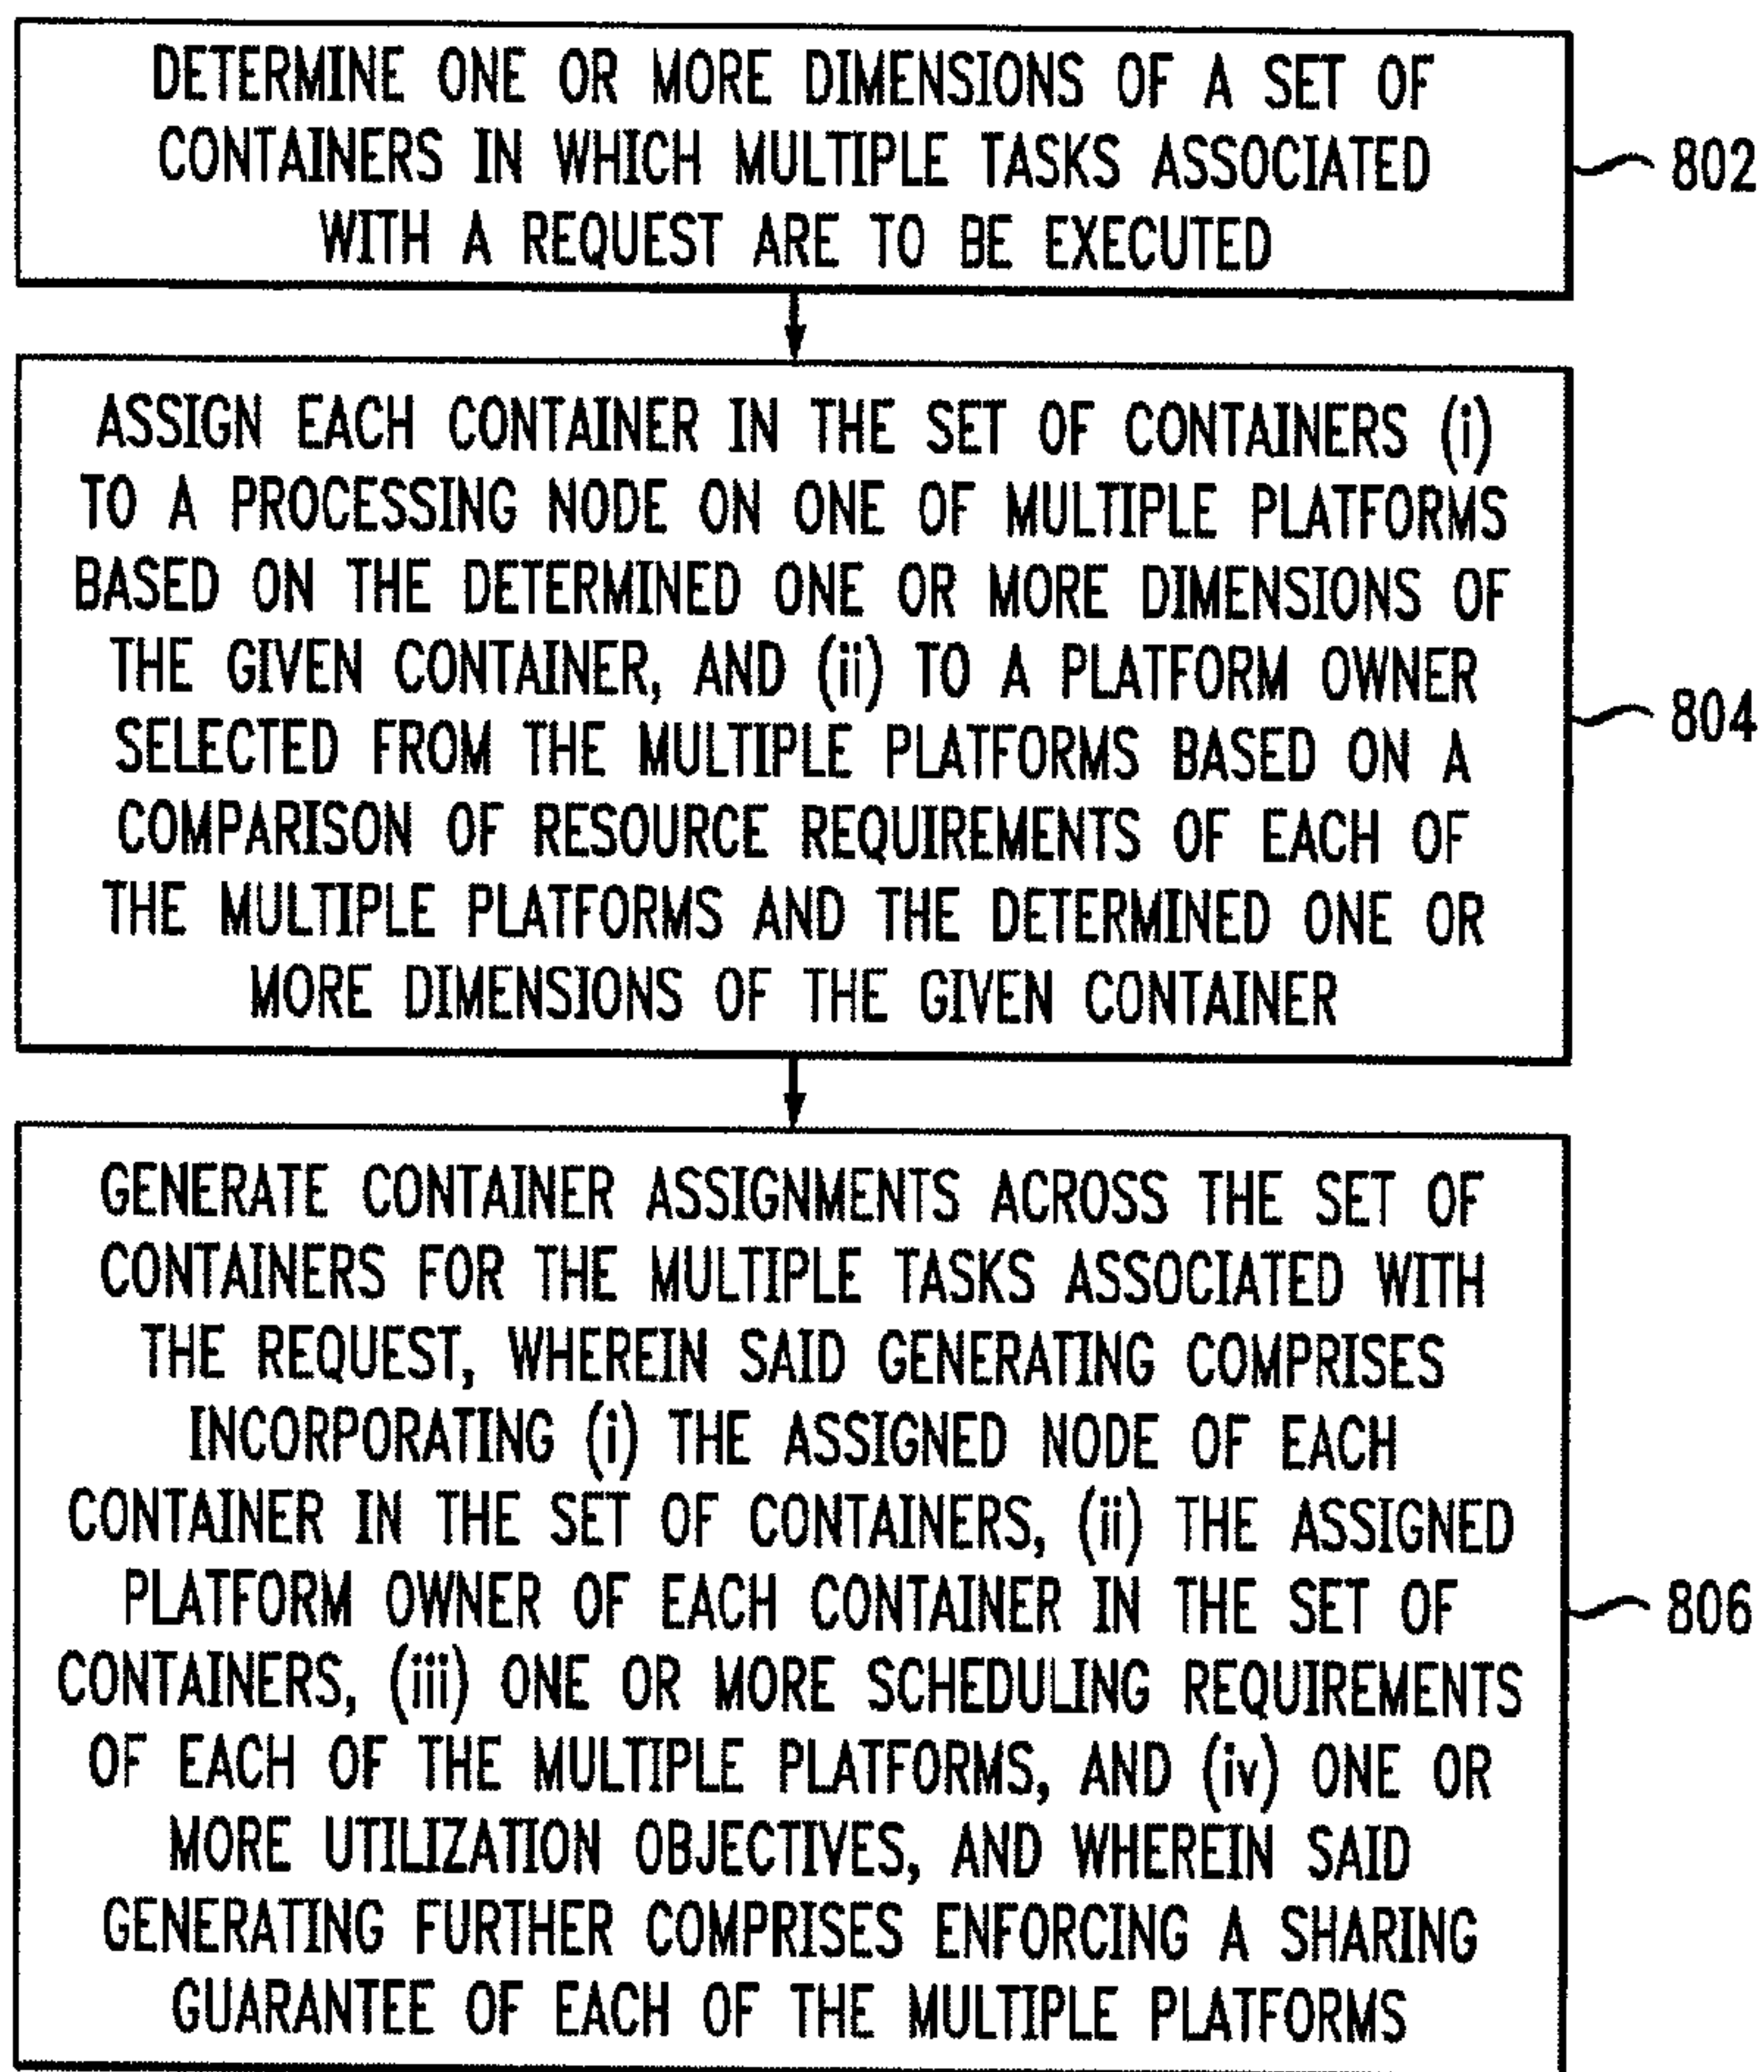 DETERMINE ONE OR MORE DIMENSIONS OF A SET OF
CONTAINERS IN WHICH MULTIPLE TASKS ASSOCIATED
WITH A REQUEST ARE TO BE EXECUTED
802
ASSIGN EACH CONTAINER IN THE SET OF CONTAINERS (i)
TO A PROCESSING NODE ON ONE OF MULTIPLE PLATFORMS
BASED ON THE DETERMINED ONE OR MORE DIMENSIONS OF
THE GIVEN CONTAINER, AND (ii) TO A PLATFORM OWNER
SELECTED FROM THE MULTIPLE PLATFORMS BASED ON A
COMPARISON OF RESOURCE REQUIREMENTS OF EACH OF
THE MULTIPLE PLATFORMS AND THE DETERMINED ONE OR
MORE DIMENSIONS OF THE GIVEN CONTAINER
804
GENERATE CONTAINER ASSIGNMENTS ACROSS THE SET OF
CONTAINERS FOR THE MULTIPLE TASKS ASSOCIATED WITH
THE REQUEST, WHEREIN SAID GENERATING COMPRISES
INCORPORATING (i) THE ASSIGNED NODE OF EACH
CONTAINER IN THE SET OF CONTAINERS, (ii) THE ASSIGNED
PLATFORM OWNER OF EACH CONTAINER IN THE SET OF
CONTAINERS, (iii) ONE OR MORE SCHEDULING REQUIREMENTS
OF EACH OF THE MULTIPLE PLATFORMS, AND (iv) ONE OR
MORE UTILIZATION OBJECTIVES, AND WHEREIN SAID
GENERATING FURTHER COMPRISES ENFORCING A SHARING
GUARANTEE OF EACH OF THE MULTIPLE PLATFORMS
806